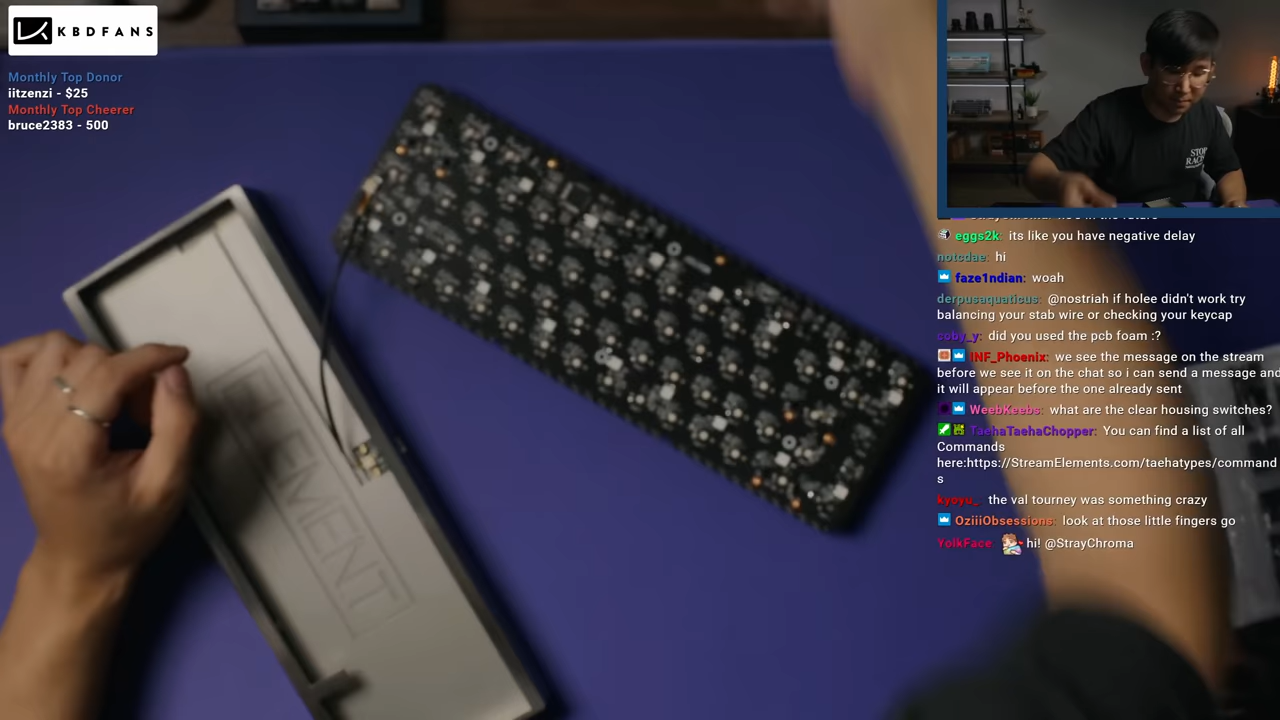 KBDFANS
Monthly Top Donor
iitzenzi - $25
Monthly Top Cheerer
bruce2383 - 500
STOP
MENT
eggs2k its like you have negative delay
notcdae: hi
faze1ndian: woah
derpusaquaticus: @nostriah if holee didn't work try
balancing your stab wire or checking your keycap
coby_y: did you used the pcb foam :?
INF_Phoenix: we see the message on the stream
before we see it on the chat so i can send a message and
it will appear before the one already sent
WeebKeebs: what are the clear housing switches?
TaehaTaehaChopper: You can find a list of all
Commands
here:https://StreamElements.com/taehatypes/command
s
kyoyu_ the val tourney was something crazy
OziiiObsessions: look at those little fingers go
YolkFace hi! @StrayChroma